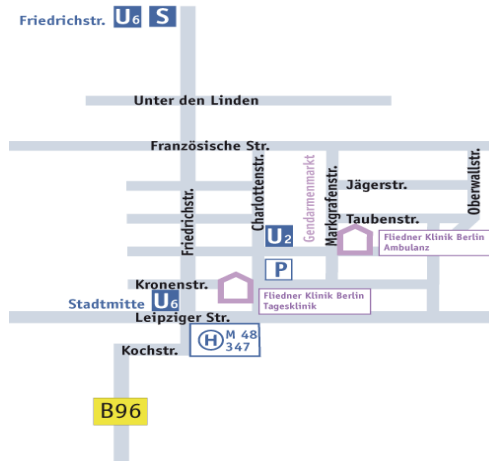 Friedrichstr. U6 S
Unter den Linden
Französische Str.
Friedrichstr.
Charlottenstr.
Gendarmenmarkt
Markgrafenstr.
Oberwallstr.
Jägerstr.
Taubenstr.
U2
Fliedner Klinik Berlin
Ambulanz
P
Kronenstr.
Fliedner Klinik Berlin
Tagesklinik
Stadtmitte U6
Leipziger Str.
H M 48
347
Kochstr.
B96